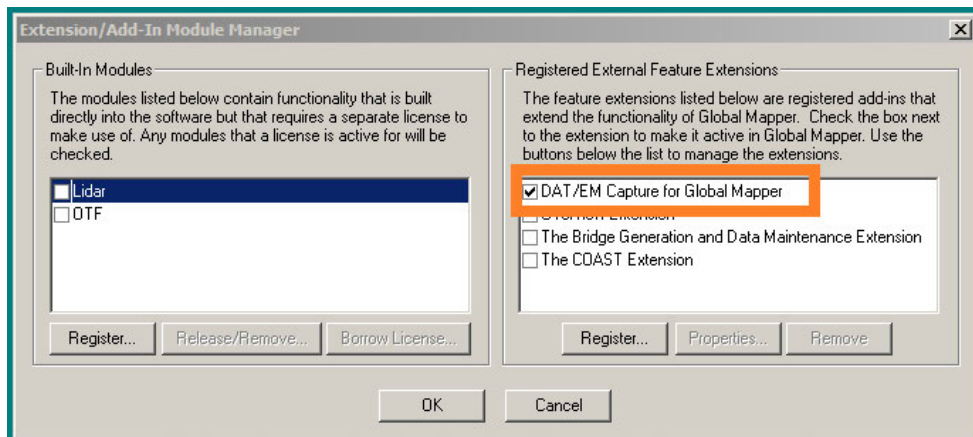 Extension/Add-In Module Manager
Built-In Modules
The modules listed below contain functionality that is built
directly into the software but that requires a separate license to
make use of. Any modules that a license is active for will be
checked.
Lidar
OTF
Register...
Release/Remove...
Borrow License...
Registered External Feature Extensions
The feature extensions listed below are registered add-ins that
extend the functionality of Global Mapper. Check the box next
to the extension to make it active in Global Mapper. Use the
buttons below the list to manage the extensions.
DAT/EM Capture for Global Mapper
Extension
The Bridge Generation and Data Maintenance Extension
The COAST Extension
Register...
Properties...
Remove
OK
Cancel